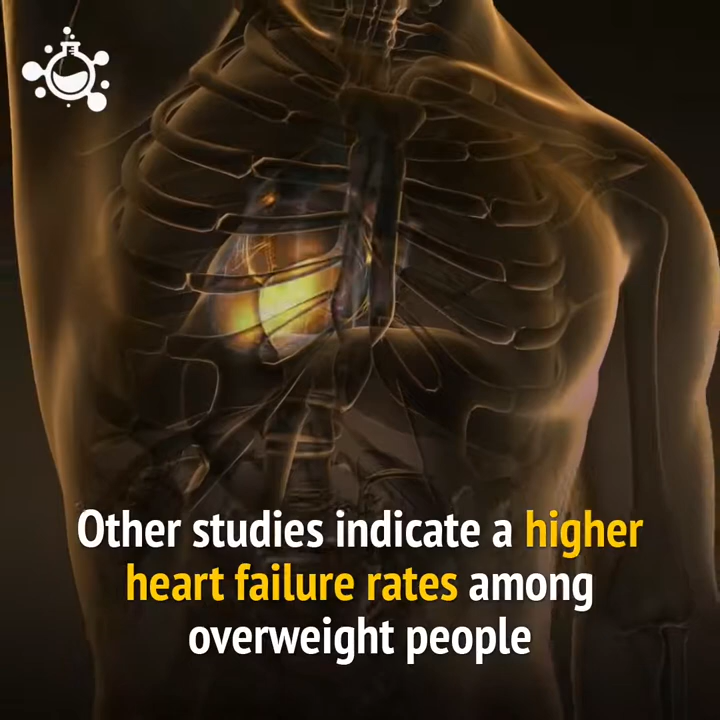 Other studies indicate a higher
heart failure rates among
overweight people